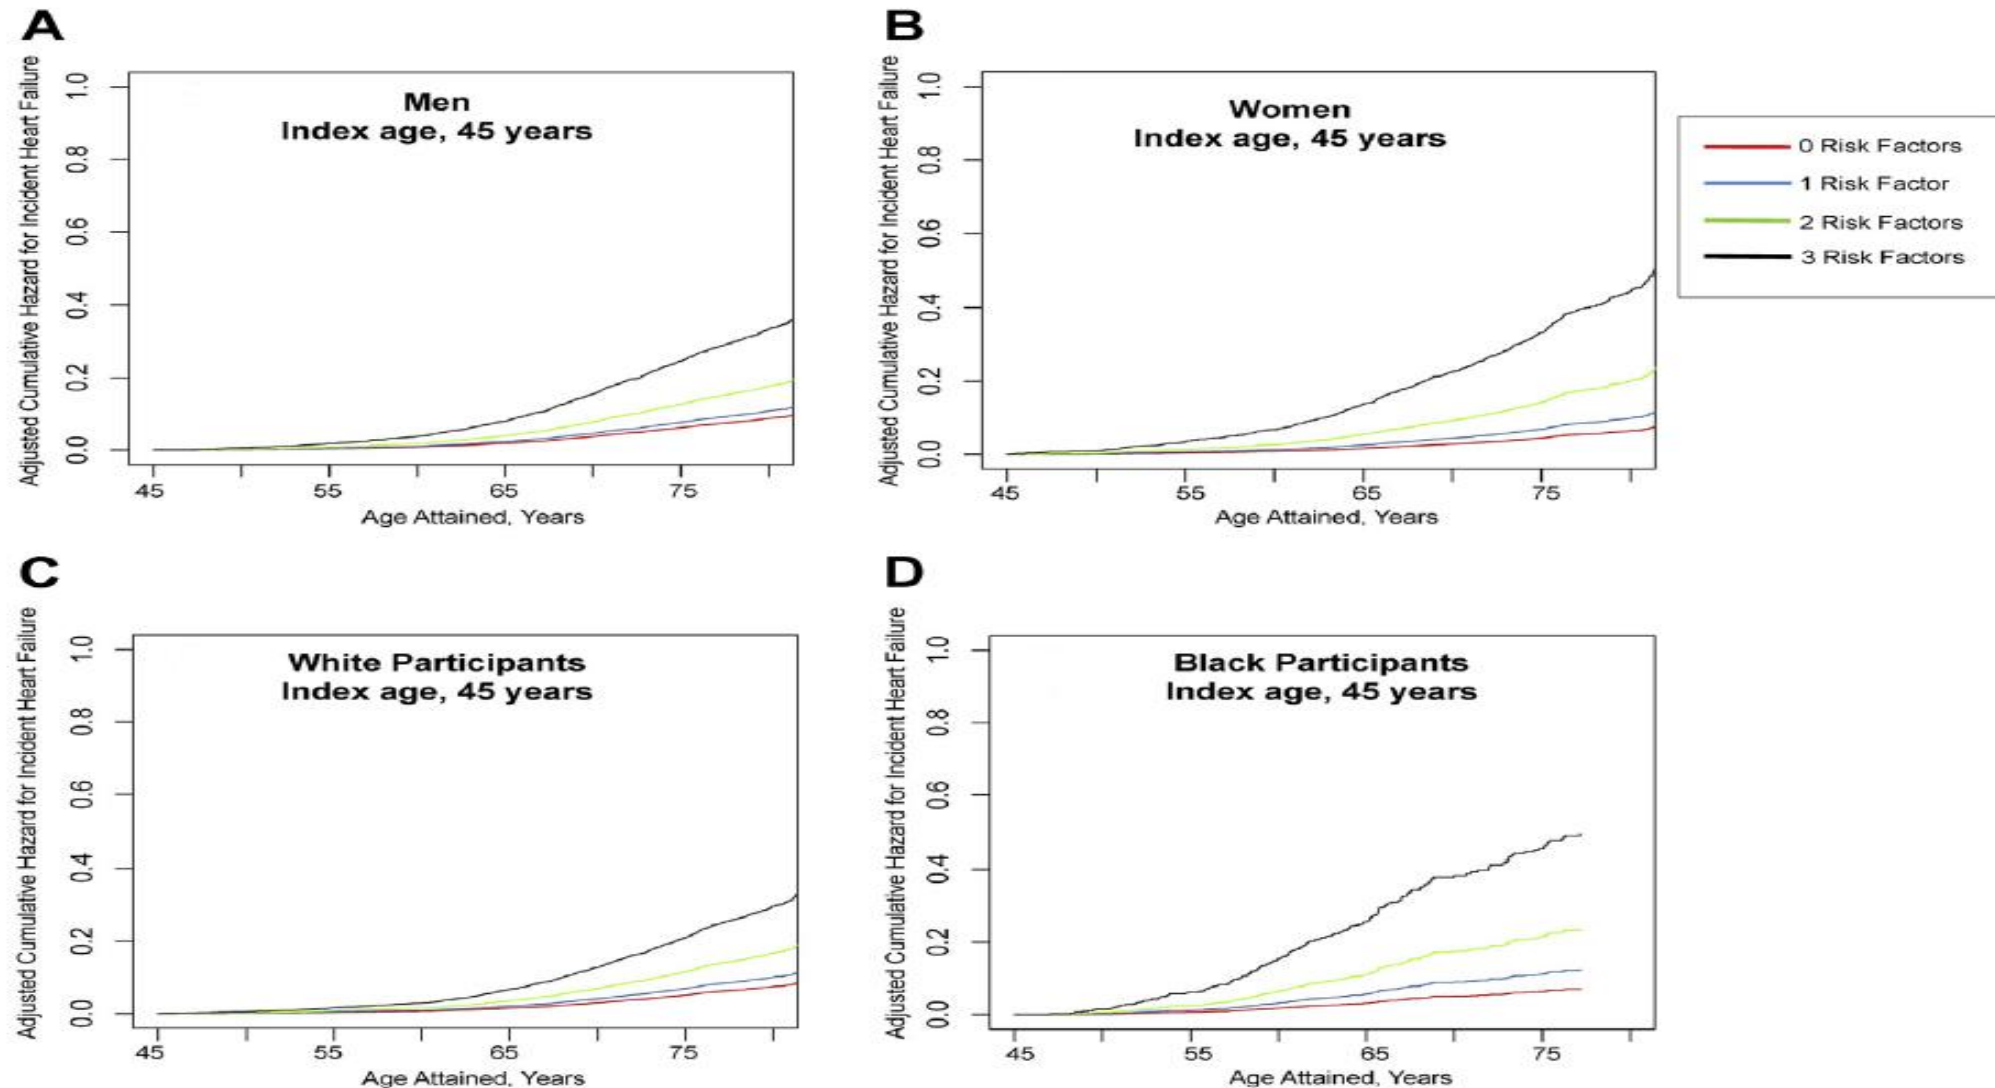 A
Adjusted Cumulative Hazard for Incident Heart Failure
1.0
0.8
0.6
0.4
0.2
0.0
Men
Index age, 45 years
45 55 65 75
Age Attained, Years
B
Adjusted Cumulative Hazard for Incident Heart Failure
1.0
0.8
0.6
0.4
0.2
0.0
Women
Index age, 45 years
45 55 65 75
Age Attained, Years
0 Risk Factors
1 Risk Factor
2 Risk Factors
3 Risk Factors
C
Adjusted Cumulative Hazard for Incident Heart Failure
1.0
0.8
0.6
0.4
0.2
0.0
White Participants
Index age, 45 years
45 55 65 75
Age Attained, Years
D
Adjusted Cumulative Hazard for Incident Heart Failure
1.0
0.8
0.6
0.4
0.2
0.0
Black Participants
Index age, 45 years
45 55 65 75
Age Attained, Years